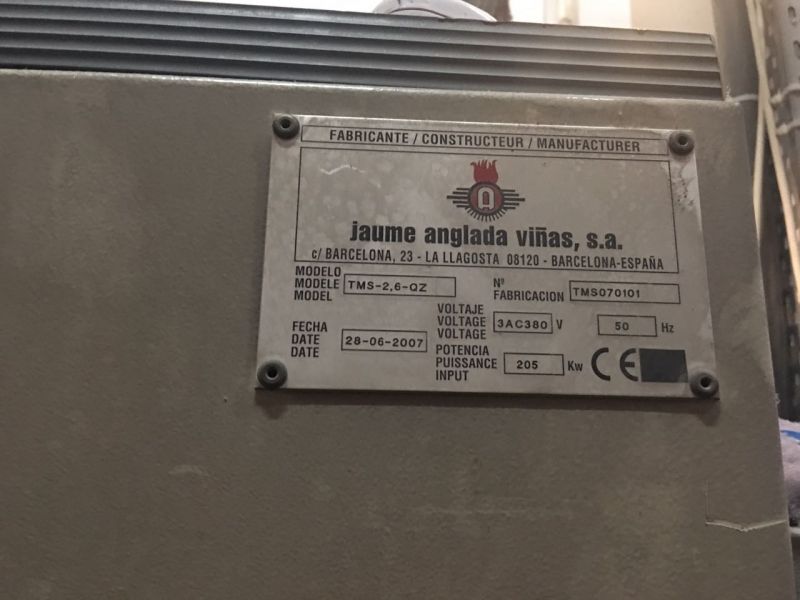 FABRICANTE / CONSTRUCTEUR / MANUFACTURER
A
jaume anglada viñas, s.a.
c/ BARCELONA, 23 - LA LLAGOSTA 08120 - BARCELONA-ESPAÑA
MODELO
MODELE TMS-2,6-QZ
MODEL
Nº
FABRICACION TMS070101
FECHA
DATE 28-06-2007
DATE
VOLTAJE
VOLTAGE 3AC380 V 50 Hz
VOLTAGE
POTENCIA
PUISSANCE 205 Kw
INPUT
CE